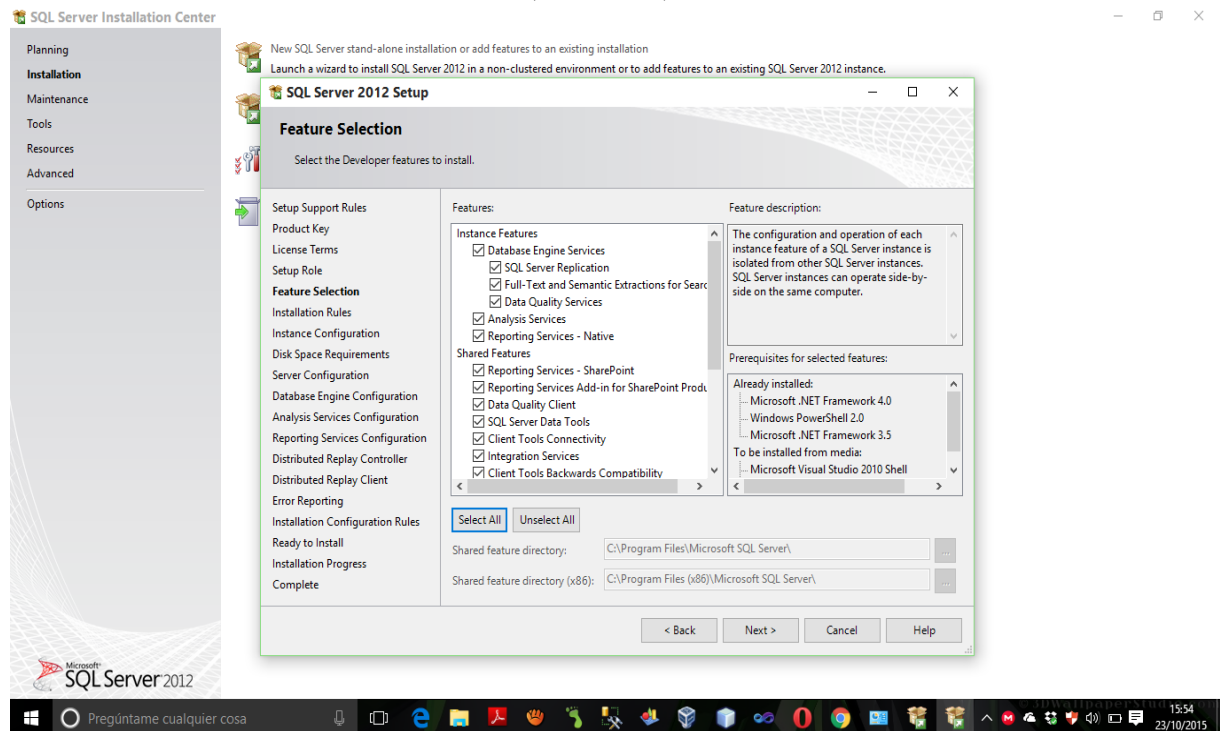 SQL Server Installation Center
Planning
Installation
Maintenance
Tools
Resources
Advanced
Options
New SQL Server stand-alone installation or add features to an existing installation
Launch a wizard to install SQL Server 2012 in a non-clustered environment or to add features to an existing SQL Server 2012 instance.
SQL Server 2012 Setup
Feature Selection
Select the Developer features to install.
Setup Support Rules
Product Key
License Terms
Setup Role
Feature Selection
Installation Rules
Instance Configuration
Disk Space Requirements
Server Configuration
Database Engine Configuration
Analysis Services Configuration
Reporting Services Configuration
Distributed Replay Controller
Distributed Replay Client
Error Reporting
Installation Configuration Rules
Ready to Install
Installation Progress
Complete
Features:
Instance Features
Database Engine Services
SQL Server Replication
Full-Text and Semantic Extractions for Searc
Data Quality Services
Analysis Services
Reporting Services - Native
Shared Features
Reporting Services - SharePoint
Reporting Services Add-in for SharePoint Produ
Data Quality Client
SQL Server Data Tools
Client Tools Connectivity
Integration Services
Client Tools Backwards Compatibility
Feature description:
The configuration and operation of each
instance feature of a SQL Server instance is
isolated from other SQL Server instances.
SQL Server instances can operate side-by-
side on the same computer.
Prerequisites for selected features:
Already installed:
Microsoft .NET Framework 4.0
Windows PowerShell 2.0
Microsoft .NET Framework 3.5
To be installed from media:
Microsoft Visual Studio 2010 Shell
Select All
Unselect All
Shared feature directory:
C:\Program Files\Microsoft SQL Server\
...
Shared feature directory (x86):
C:\Program Files (x86)\Microsoft SQL Server\
...
< Back
Next >
Cancel
Help
Microsoft
SQL Server 2012
Pregúntame cualquier cosa
15:54
23/10/2015